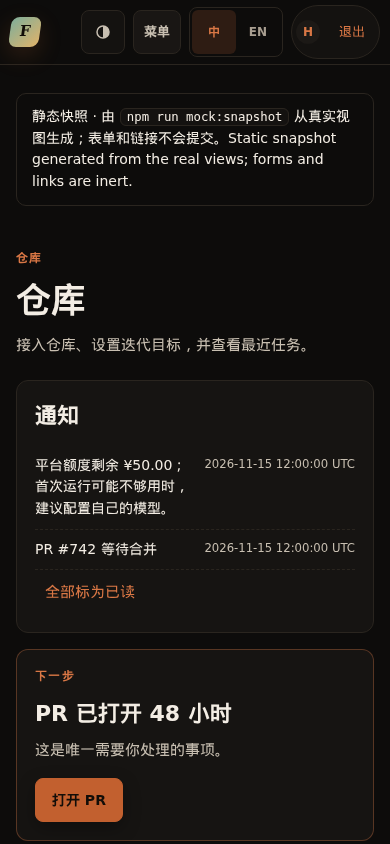 F 菜单 中 EN H 退出
静态快照 · 由 npm run mock:snapshot 从真实视
图生成；表单和链接不会提交。Static snapshot
generated from the real views; forms and
links are inert.
仓库
仓库
接入仓库、设置迭代目标，并查看最近任务。
通知
平台额度剩余 ¥50.00； 2026-11-15 12:00:00 UTC
首次运行可能不够用时，
建议配置自己的模型。
PR #742 等待合并 2026-11-15 12:00:00 UTC
全部标为已读
下一步
PR 已打开 48 小时
这是唯一需要你处理的事项。
打开 PR